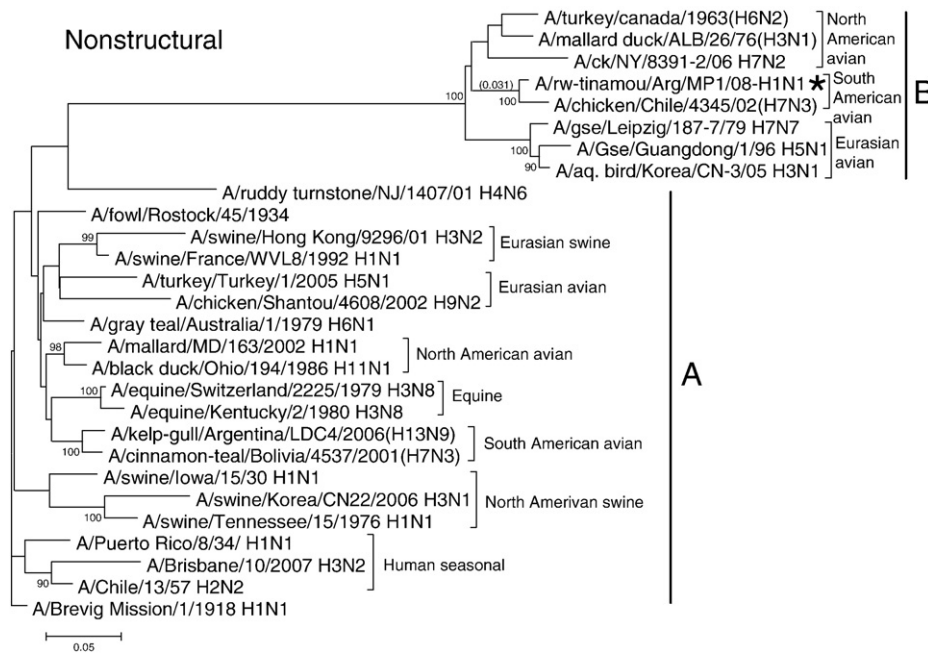 Nonstructural
A/turkey/canada/1963(H6N2)
A/mallard duck/ALB/26/76(H3N1)
A/ck/NY/8391-2/06 H7N2
North
American
avian
(0.031)
A/rw-tinamou/Arg/MP1/08-H1N1 ★
100
100
A/chicken/Chile/4345/02(H7N3)
South
American
avian
B
A/gse/Leipzig/187-7/79 H7N7
100
A/Gse/Guangdong/1/96 H5N1
90
A/aq. bird/Korea/CN-3/05 H3N1
Eurasian
avian
A/ruddy turnstone/NJ/1407/01 H4N6
A/fowl/Rostock/45/1934
99
A/swine/Hong Kong/9296/01 H3N2
A/swine/France/WVL8/1992 H1N1
Eurasian swine
A/turkey/Turkey/1/2005 H5N1
A/chicken/Shantou/4608/2002 H9N2
Eurasian avian
A/gray teal/Australia/1/1979 H6N1
98
A/mallard/MD/163/2002 H1N1
A/black duck/Ohio/194/1986 H11N1
North American avian
A
100
A/equine/Switzerland/2225/1979 H3N8
A/equine/Kentucky/2/1980 H3N8
Equine
A/kelp-gull/Argentina/LDC4/2006(H13N9)
100
A/cinnamon-teal/Bolivia/4537/2001(H7N3)
South American avian
A/swine/Iowa/15/30 H1N1
A/swine/Korea/CN22/2006 H3N1
100
A/swine/Tennessee/15/1976 H1N1
North Amerivan swine
A/Puerto Rico/8/34/ H1N1
A/Brisbane/10/2007 H3N2
90
A/Chile/13/57 H2N2
Human seasonal
A/Brevig Mission/1/1918 H1N1
0.05